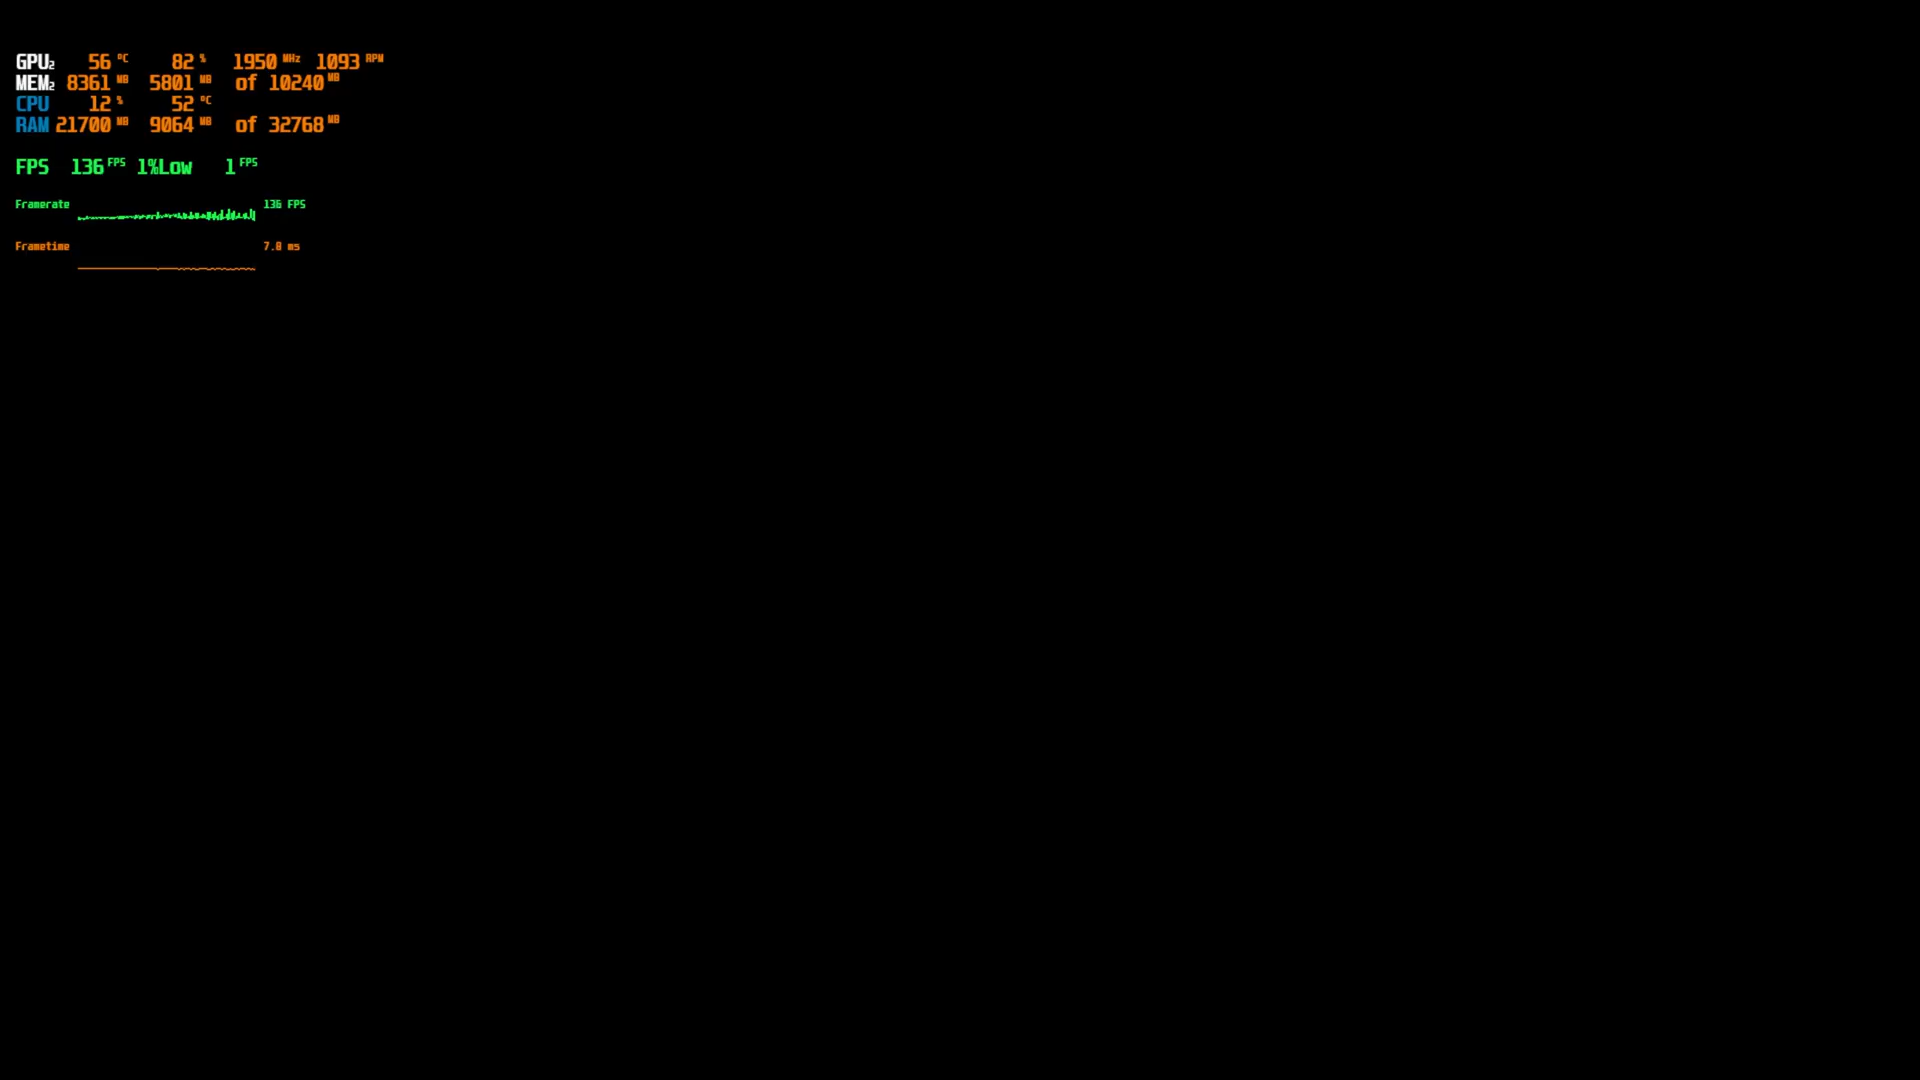 GPU2 56 °C 82 % 1950 MHz 1093 RPM
MEM2 8361 MB 5801 MB of 10240 MB
CPU 12 % 52 °C
RAM 21700 MB 9064 MB of 32768 MB
FPS 136 FPS 1%Low 1 FPS
Framerate 136 FPS
Frametime 7.8 ms